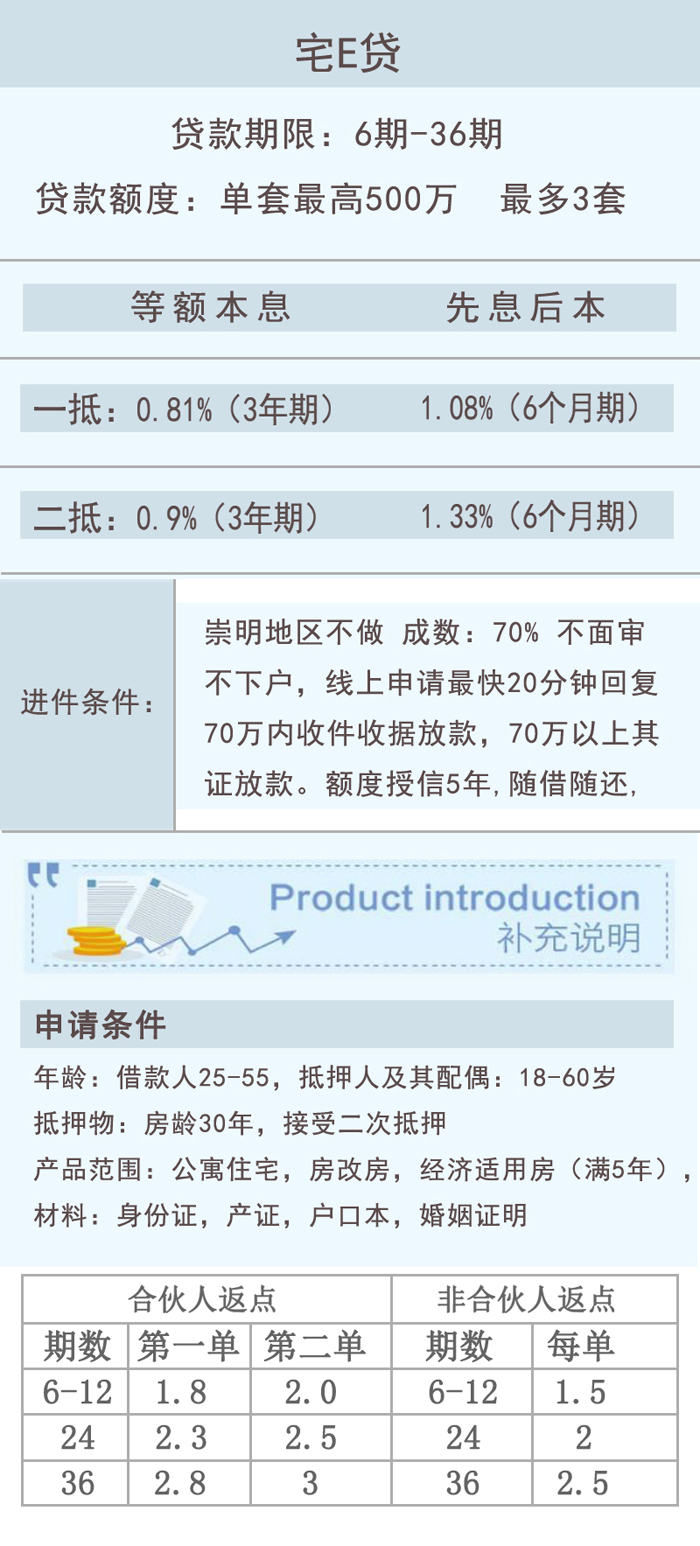 宅E贷
贷款期限：6期-36期
贷款额度：单套最高500万 最多3套
等额本息 先息后本
一抵：0.81%（3年期） 1.08%（6个月期）
二抵：0.9%（3年期） 1.33%（6个月期）
进件条件：
崇明地区不做 成数：70% 不面审
不下户，线上申请最快20分钟回复
70万内收件收据放款，70万以上其
证放款。额度授信5年,随借随还,
Product introduction
补充说明
申请条件
年龄：借款人25-55，抵押人及其配偶：18-60岁
抵押物：房龄30年，接受二次抵押
产品范围：公寓住宅，房改房，经济适用房（满5年），
材料：身份证，产证，户口本，婚姻证明
合伙人返点 非合伙人返点
期数 第一单 第二单 期数 每单
6-12 1.8 2.0 6-12 1.5
24 2.3 2.5 24 2
36 2.8 3 36 2.5